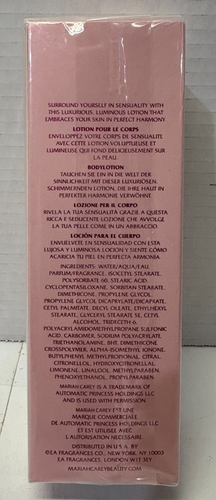 SURROUND YOURSELF IN SENSUALITY WITH
THIS LUXURIOUS, LUMINOUS LOTION THAT
EMBRACES YOUR SKIN IN PERFECT HARMONY
LOTION POUR LE CORPS
ENVELOPPEZ VOTRE CORPS DE SENSUALITE
AVEC CETTE LOTION VOLUPTUEUSE ET
LUMINEUSE QUI FOND DELICIEUSEMENT SUR
LA PEAU
BODYLOTION
TAUCHEN SIE EIN IN DIE WELT DER
SINNLICHKEIT MIT DIESER LUXURIÖSEN,
SCHIMMERNDEN LOTION, DIE IHRE HAUT IN
PERFEKTER HARMONIE VERWÖHNT
LOZIONE PER IL CORPO
RIVELA LA TUA SENSUALITÀ GRAZIE A QUESTA
RICCA E SEDUCENTE LOZIONE CHE AVVOLGE
LA TUA PELLE COME IN UN ABBRACCIO
LOCIÓN PARA EL CUERPO
ENVUÉLVETE EN SENSUALIDAD CON ESTA
LUJOSA Y LUMINOSA LOCIÓN Y SIENTE CÓMO
ACARICIA TU PIEL EN PERFECTA ARMONÍA
INGREDIENTS: WATER/AQUA/EAU,
PARFUM/FRAGRANCE, ISOCETYL STEARATE,
POLYSORBATE 60, STEARIC ACID,
CYCLOPENTASILOXANE, SORBITAN STEARATE,
DIMETHICONE, PROPYLENE GLYCOL,
PROPYLENE GLYCOL DICAPRYLATE/DICAPRATE,
CETYL PALMITATE, DECYL OLEATE, ETHYLHEXYL
STEARATE, GLYCERYL STEARATE SE, CETYL
ALCOHOL, TRIDECETH-6,
POLYACRYLAMIDOMETHYLPROPANE SULFONIC
ACID, CARBOMER, SODIUM POLYACRYLATE,
TRIETHANOLAMINE, BHT, DIMETHICONE
CROSSPOLYMER, ALPHA-ISOMETHYL IONONE,
BUTYLPHENYL METHYLPROPIONAL, CITRAL,
CITRONELLOL, HYDROXYCITRONELLAL,
LIMONENE, LINALOOL, METHYLPARABEN,
PHENOXYETHANOL, PROPYLPARABEN
MARIAH CAREY IS A TRADEMARK OF
AUTOMATIC PRINCESS HOLDINGS LLC
AND IS USED WITH PERMISSION
MARIAH CAREY EST UNE
MARQUE COMMERCIALE
DE AUTOMATIC PRINCESS HOLDINGS LLC
ET EST UTILISEE AVEC
L'AUTORISATION NECESSAIRE
DISTRIBUTED IN U.S.A. BY
©EA FRAGRANCES CO., NEW YORK, NY 10003
EA FRAGRANCES, LONDON W1T 3EY
MARIAHCAREYBEAUTY.COM